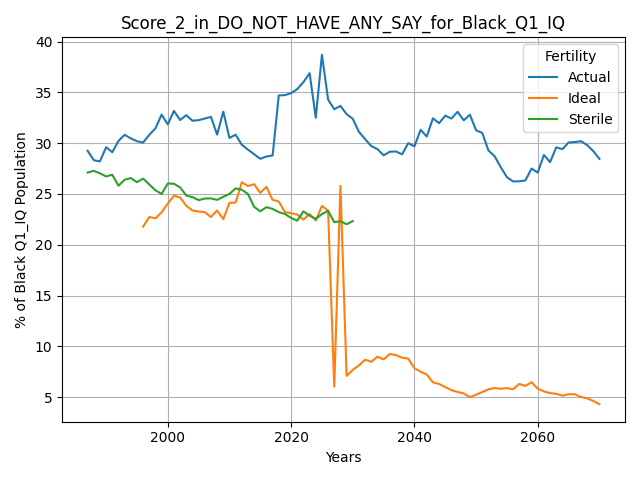 Score_2_in_DO_NOT_HAVE_ANY_SAY_for_Black_Q1_IQ
Fertility
Actual
Ideal
Sterile
% of Black Q1_IQ Population
40
35
30
25
20
15
10
5
2000
2020
2040
2060
Years